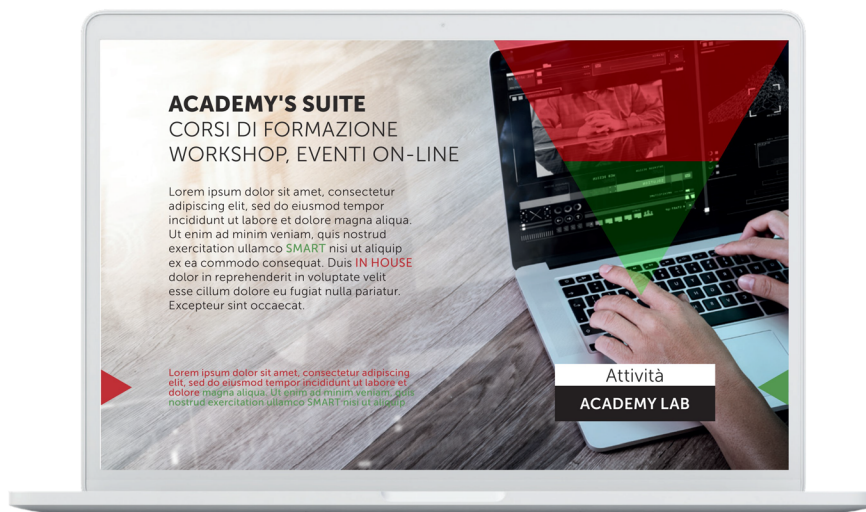 ACADEMY'S SUITE
CORSI DI FORMAZIONE
WORKSHOP, EVENTI ON-LINE
Lorem ipsum dolor sit amet, consectetur
adipiscing elit, sed do eiusmod tempor
incididunt ut labore et dolore magna aliqua.
Ut enim ad minim veniam, quis nostrud
exercitation ullamco SMART nisi ut aliquip
ex ea commodo consequat. Duis IN HOUSE
dolor in reprehenderit in voluptate velit
esse cillum dolore eu fugiat nulla pariatur.
Excepteur sint occaecat.
Lorem ipsum dolor sit amet, consectetur adipiscing
elit, sed do eiusmod tempor incididunt ut labore et
dolore magna aliqua. Ut enim ad minim veniam, quis
nostrud exercitation ullamco SMART nisi ut aliquip
Attività
ACADEMY LAB